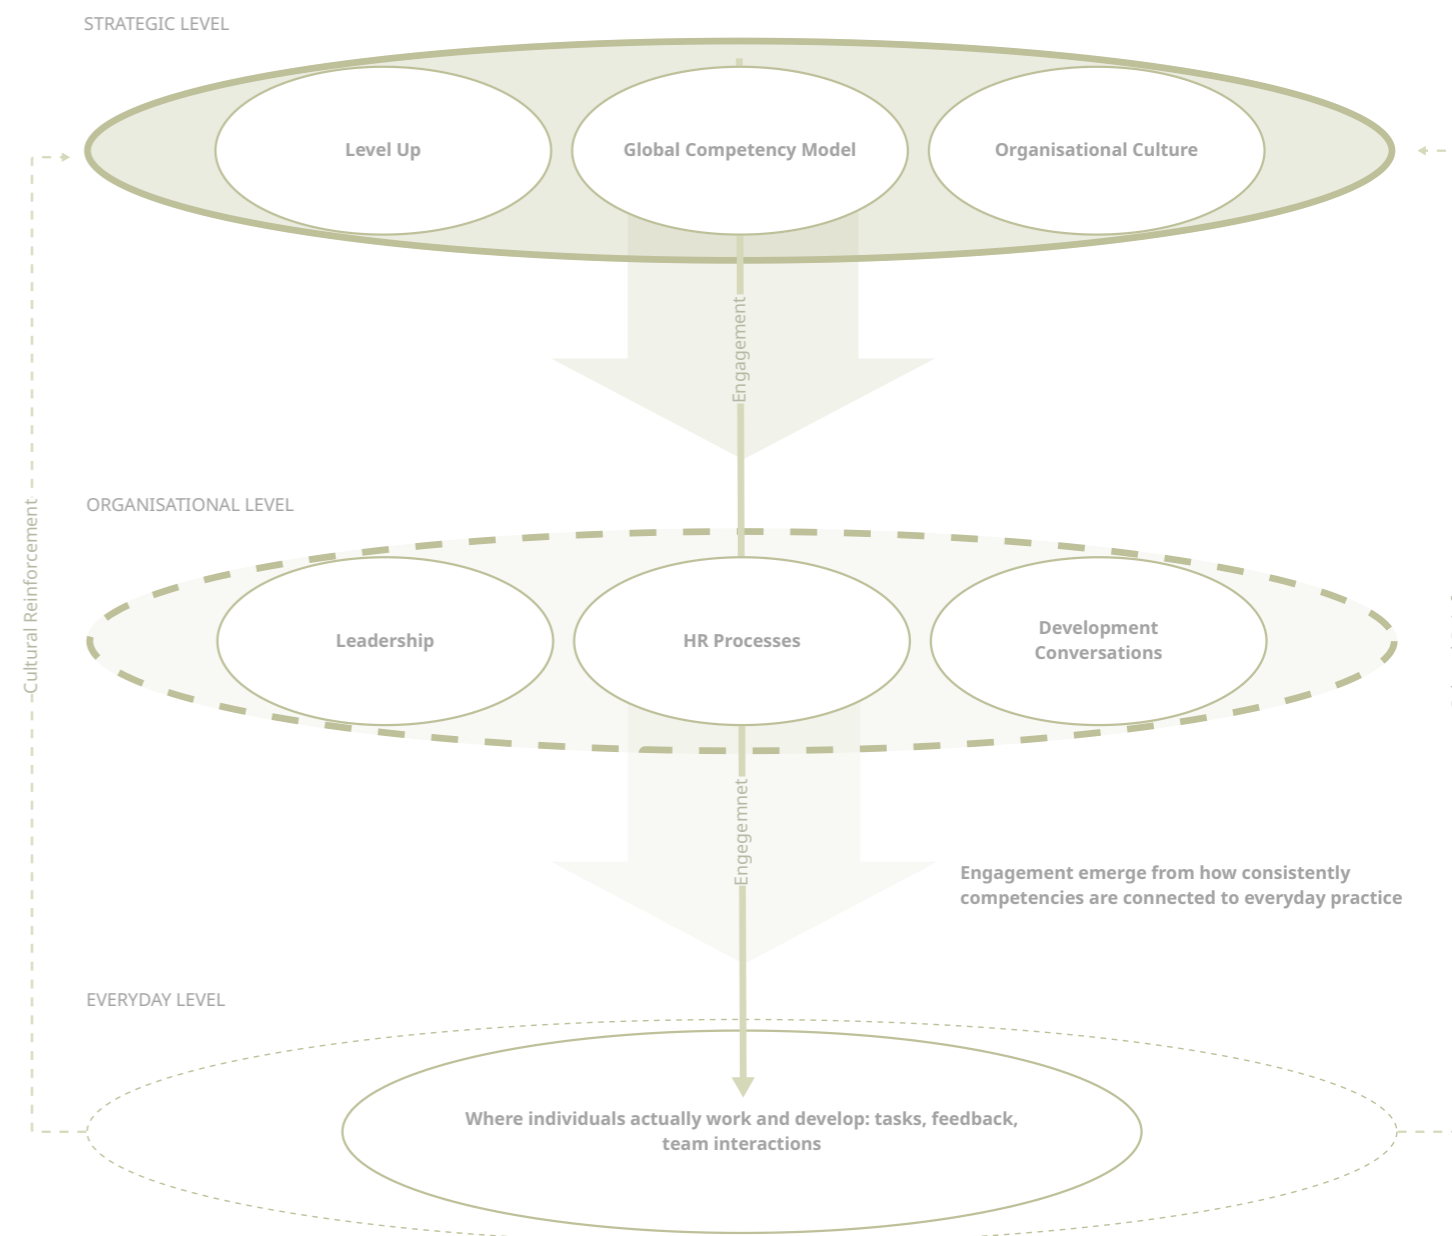 STRATEGIC LEVEL
Level Up
Global Competency Model
Organisational Culture
Engagement
ORGANISATIONAL LEVEL
Cultural Reinforcement
Leadership
HR Processes
Development
Conversations
Engegemnet
Engagement emerge from how consistently
competencies are connected to everyday practice
EVERYDAY LEVEL
Where individuals actually work and develop: tasks, feedback,
team interactions